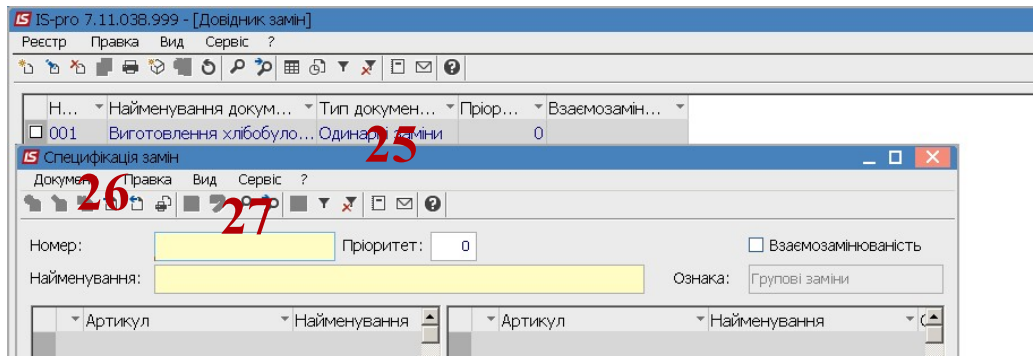 IS-pro 7.11.038.999 - [Довідник замін]
Реєстр Правка Вид Сервіс ?
Н... Найменування докум... Тип докумен... Пріор... Взаємозамін...
001 Виготовлення хлібобуло... Одинарні заміни 0
25
Специфікація замін
Документ Правка Вид Сервіс ?
26
27
Номер: Пріоритет: 0 Взаємозамінюваність
Найменування: Ознака: Групові заміни
Артикул Найменування Артикул Найменування